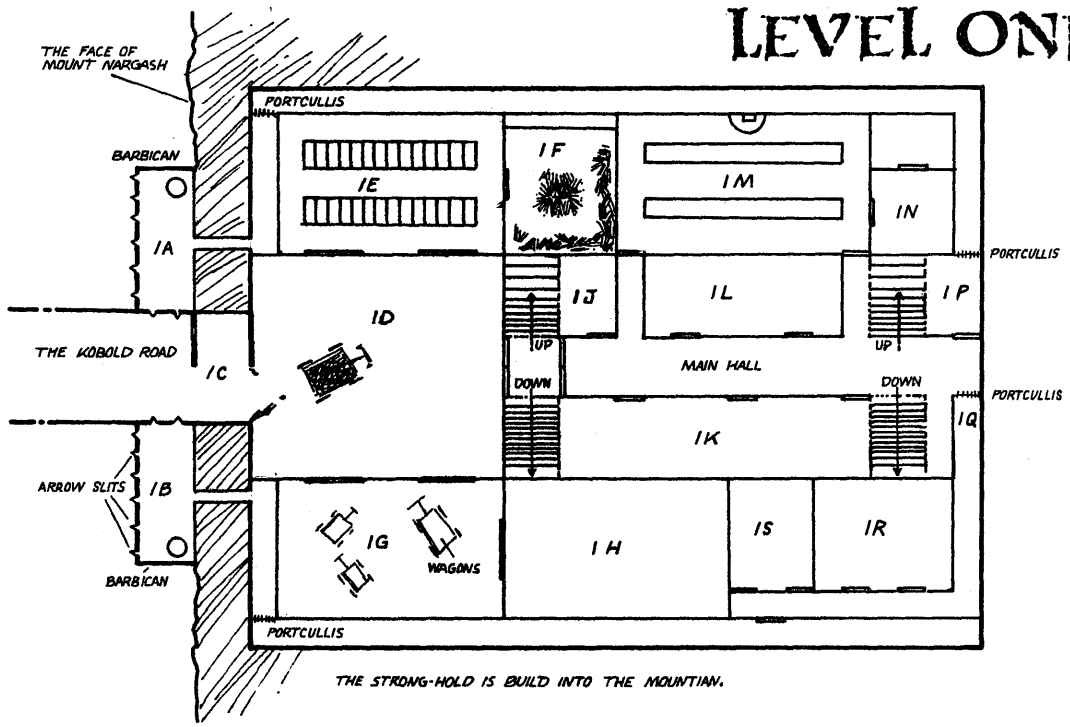 LEVEL ON
THE FACE OF
MOUNT NARGASH
PORTCULLIS
BARBICAN
1A
1E
1F
1M
1N
PORTCULLIS
1D
1J
1L
1P
THE KOBOLD ROAD
1C
UP
MAIN HALL
UP
DOWN
DOWN
PORTCULLIS
1K
1Q
ARROW SLITS
1B
1G
WAGONS
1H
1S
1R
BARBICAN
PORTCULLIS
THE STRONG-HOLD IS BUILD INTO THE MOUNTIAN.